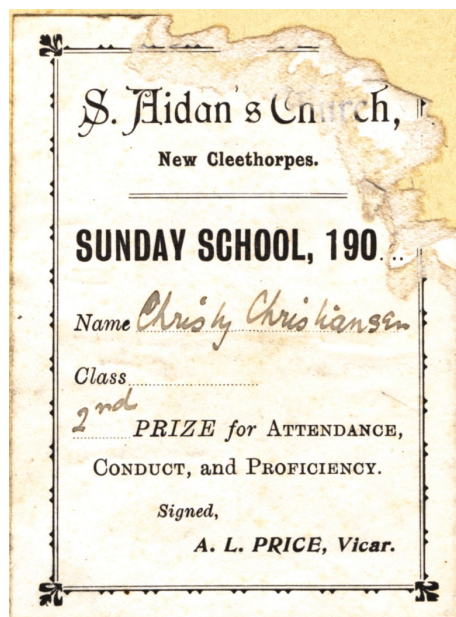 S. Aidan's Church,
New Cleethorpes.
SUNDAY SCHOOL, 190...
Name Christy Christiansen
Class
2nd PRIZE for ATTENDANCE,
CONDUCT, and PROFICIENCY.
Signed,
A. L. PRICE, Vicar.